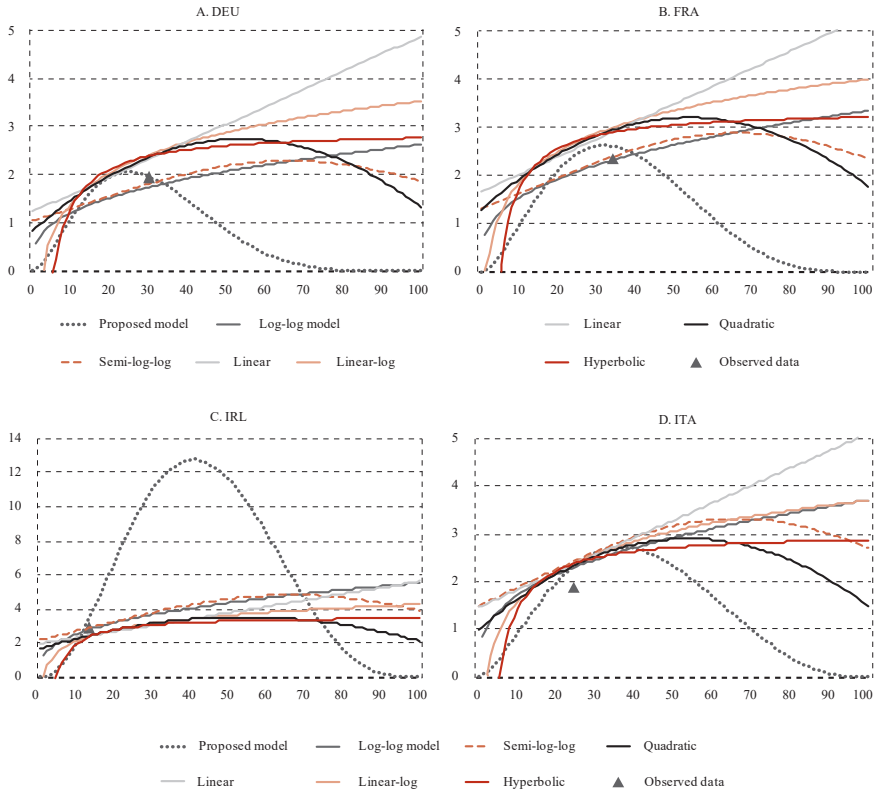 A. DEU
5
4
3
2
1
0
0 10 20 30 40 50 60 70 80 90 100
B. FRA
5
4
3
2
1
0
0 10 20 30 40 50 60 70 80 90 100
Proposed model Log-log model
Semi-log-log Linear Linear-log
Linear Quadratic
Hyperbolic Observed data
C. IRL
14
12
10
8
6
4
2
0
0 10 20 30 40 50 60 70 80 90 100
D. ITA
5
4
3
2
1
0
0 10 20 30 40 50 60 70 80 90 100
Proposed model Log-log model Semi-log-log Quadratic
Linear Linear-log Hyperbolic Observed data